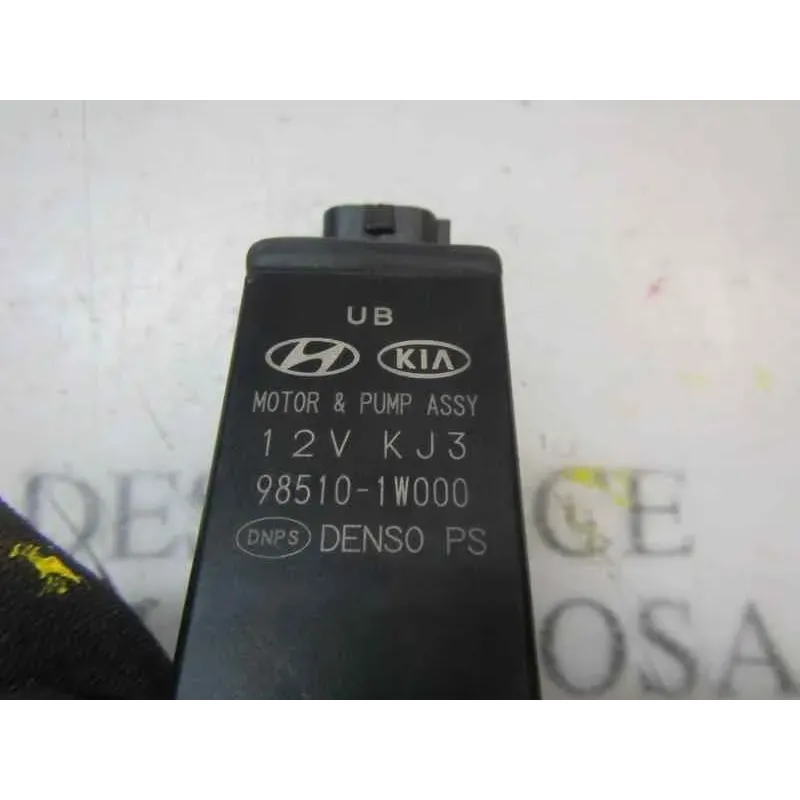 UB
KIA
MOTOR & PUMP ASSY
12V KJ3
98510-1W000
DNPS DENSO PS